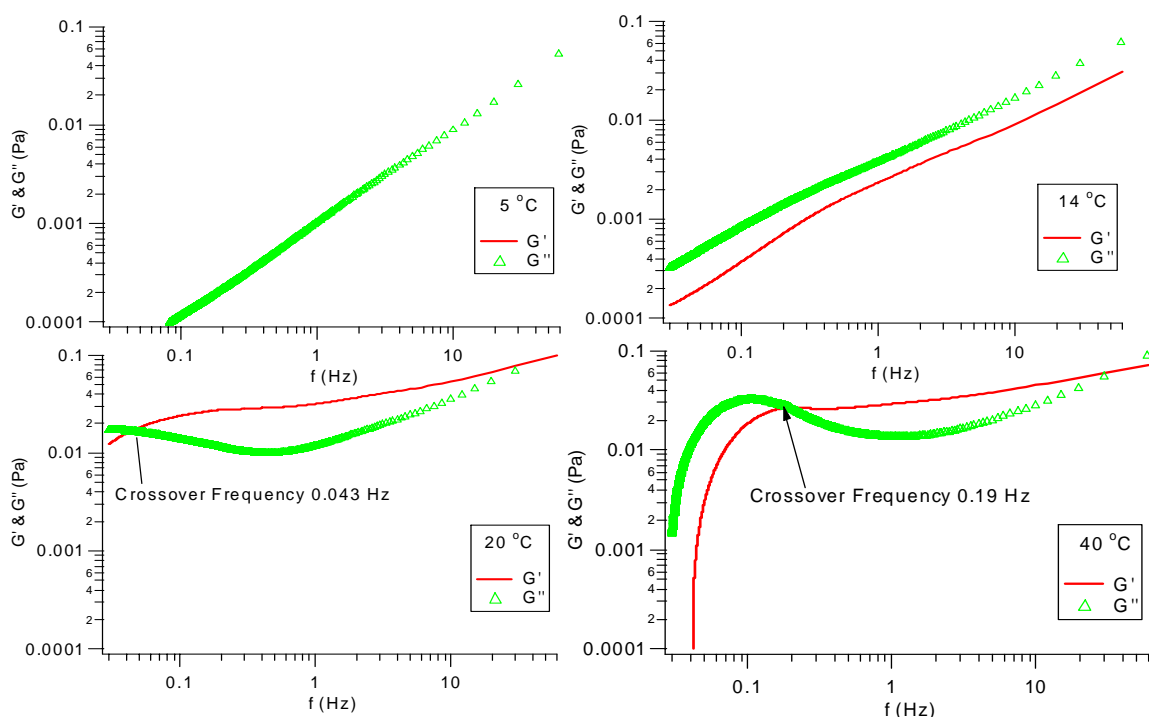 0.1
6
4
2
0.01
6
4
2
0.001
6
4
2
0.0001
G' & G'' (Pa)
5 °C
G'
G''
0.1 1 10
f (Hz)
0.1
6
4
2
0.01
6
4
2
0.001
6
4
2
0.0001
G' & G'' (Pa)
14 °C
G'
G''
0.1 1 10
f (Hz)
0.1
6
4
2
0.01
6
4
2
0.001
6
4
2
0.0001
G' & G'' (Pa)
Crossover Frequency 0.043 Hz
20 °C
G'
G''
0.1 1 10
f (Hz)
0.1
6
4
2
0.01
6
4
2
0.001
6
4
2
0.0001
G' & G'' (Pa)
Crossover Frequency 0.19 Hz
40 °C
G'
G''
0.1 1 10
f (Hz)